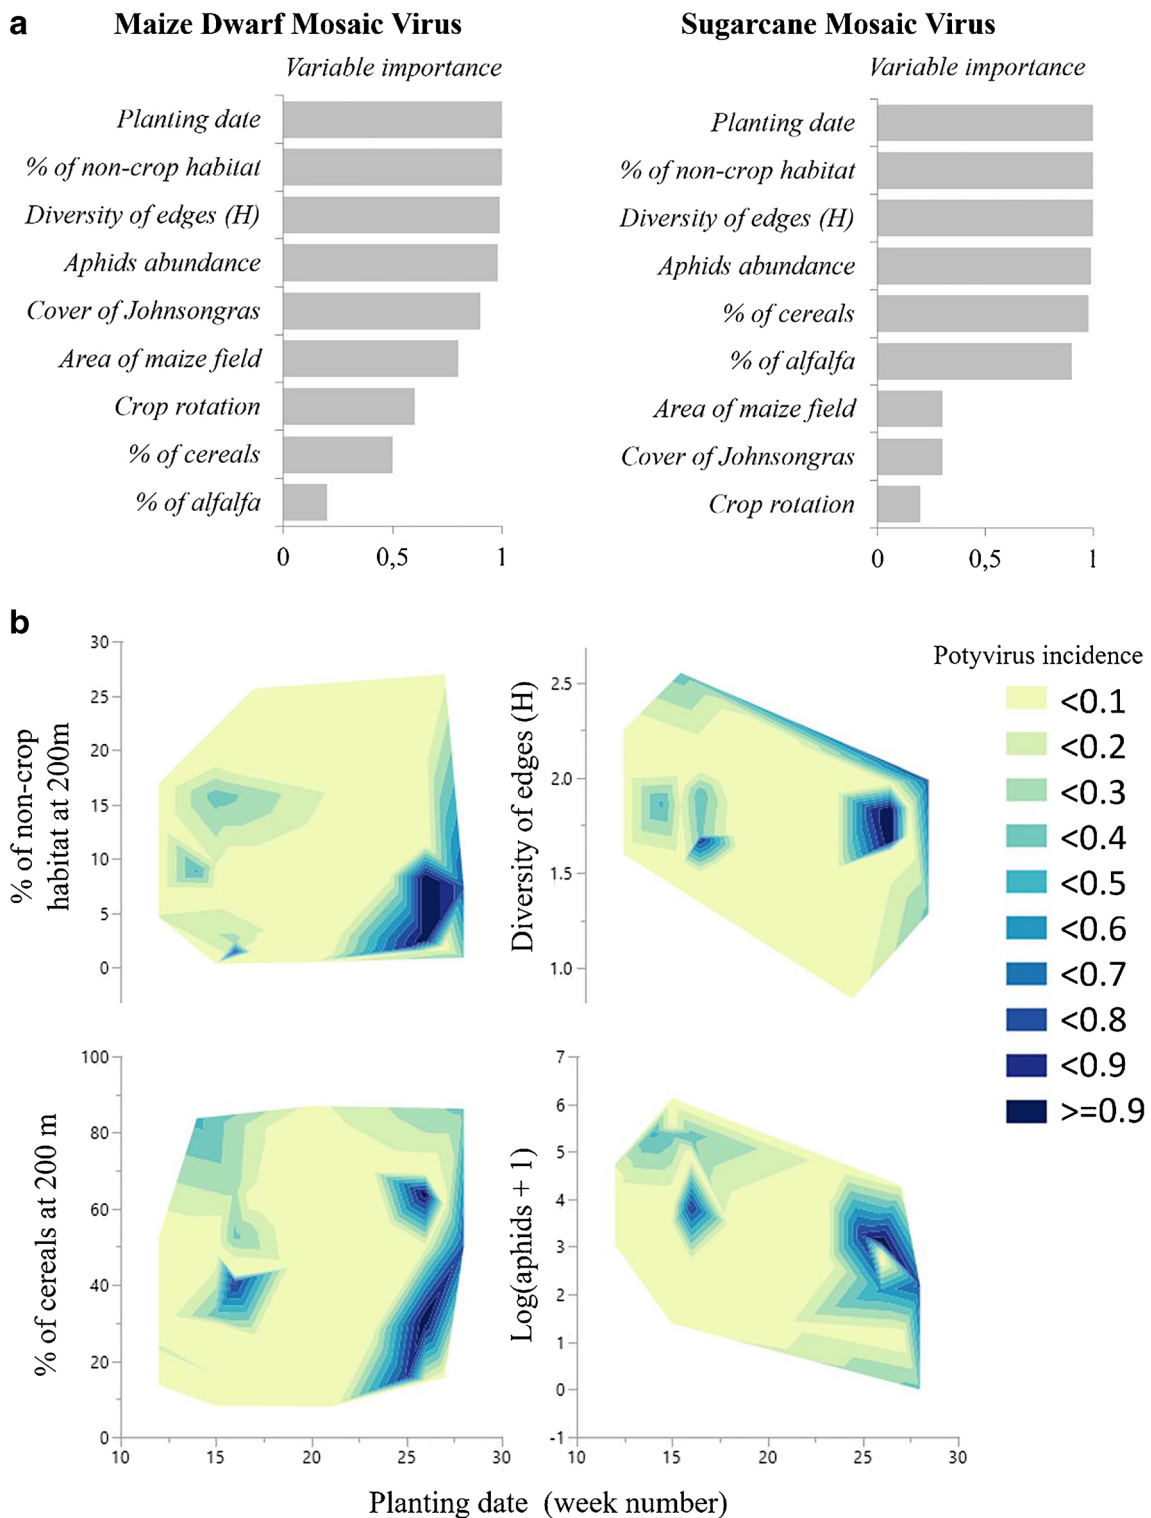 a
Maize Dwarf Mosaic Virus
Variable importance
Planting date
% of non-crop habitat
Diversity of edges (H)
Aphids abundance
Cover of Johnsongras
Area of maize field
Crop rotation
% of cereals
% of alfalfa
0 0,5 1
Sugarcane Mosaic Virus
Variable importance
Planting date
% of non-crop habitat
Diversity of edges (H)
Aphids abundance
% of cereals
% of alfalfa
Area of maize field
Cover of Johnsongras
Crop rotation
0 0,5 1
b
% of non-crop
habitat at 200m
30
25
20
15
10
5
0
Diversity of edges (H)
2.5
2.0
1.5
1.0
Potyvirus incidence
<0.1
<0.2
<0.3
<0.4
<0.5
<0.6
<0.7
<0.8
<0.9
>=0.9
% of cereals at 200 m
100
80
60
40
20
0
10 15 20 25 30
Log(aphids + 1)
7
6
5
4
3
2
1
0
-1
10 15 20 25 30
Planting date (week number)